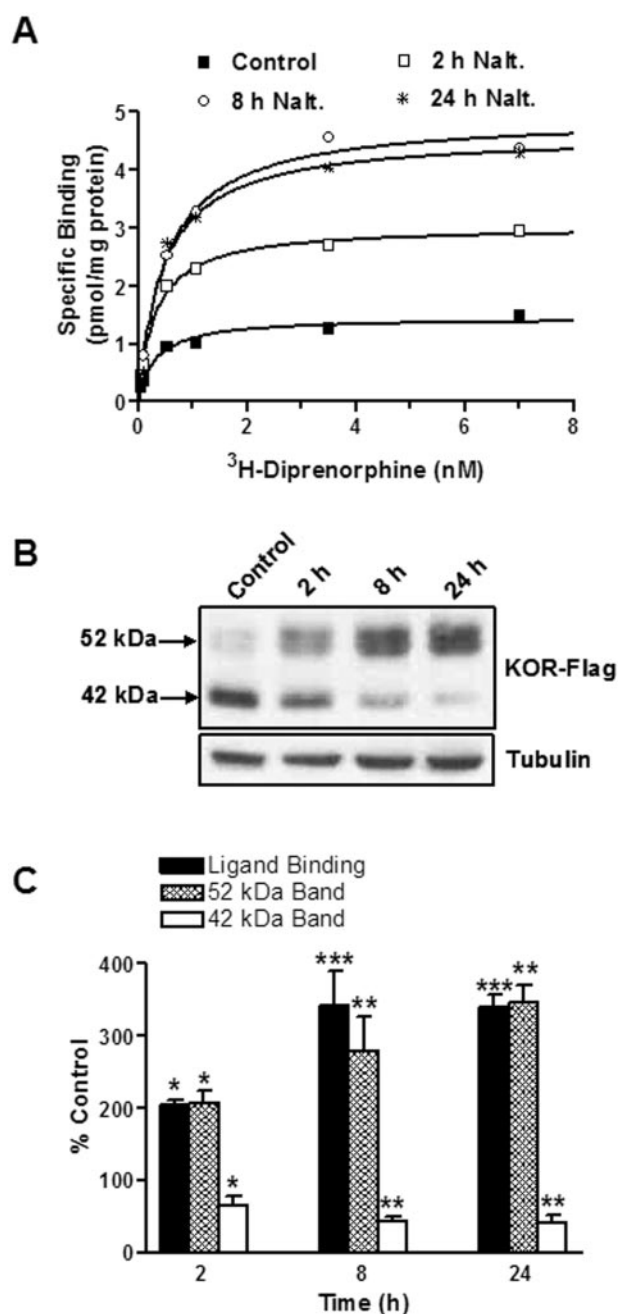 A
■ Control □ 2 h Nalt.
○ 8 h Nalt. * 24 h Nalt.
Specific Binding
(pmol/mg protein)
5
4
3
2
1
0
0 2 4 6 8
³H-Diprenorphine (nM)
B
Control 2 h 8 h 24 h
52 kDa
42 kDa
KOR-Flag
Tubulin
C
Ligand Binding
52 kDa Band
42 kDa Band
% Control
400
300
200
100
0
* * *
*** ** **
*** ** **
2 8 24
Time (h)